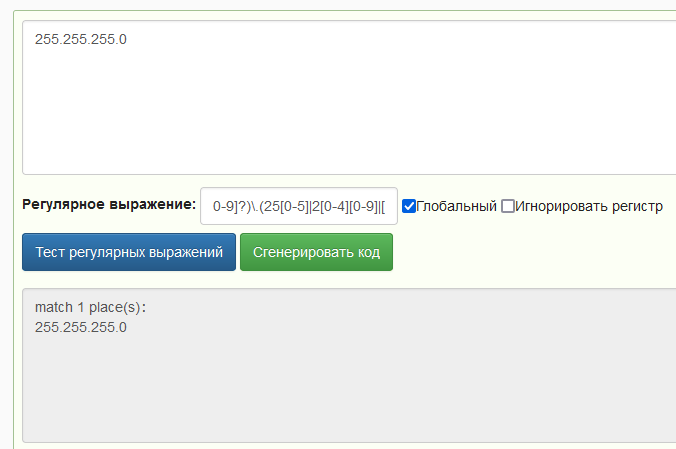 255.255.255.0
Регулярное выражение: 0-9]?)\.(25[0-5]|2[0-4][0-9]|[ Глобальный Игнорировать регистр
Тест регулярных выражений Сгенерировать код
match 1 place(s)：
255.255.255.0